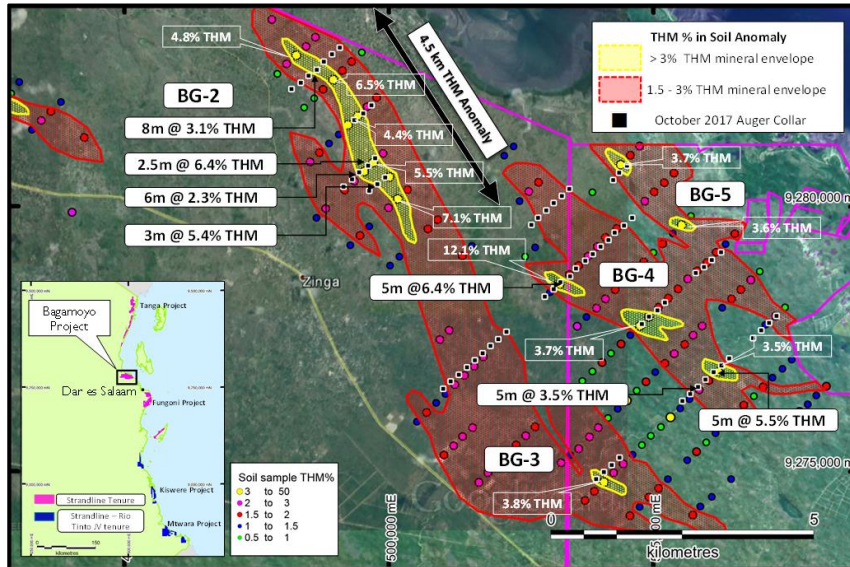 4.8% THM
BG-2
6.5% THM
4.5 km THM Anomaly
8m @ 3.1% THM
4.4% THM
2.5m @ 6.4% THM
5.5% THM
6m @ 2.3% THM
7.1% THM
3m @ 5.4% THM
THM % in Soil Anomaly
> 3% THM mineral envelope
1.5 - 3% THM mineral envelope
October 2017 Auger Collar
3.7% THM
BG-5
9,280,000 m
3.6% THM
12.1% THM
BG-4
5m @6.4% THM
Zinga
3.7% THM
3.5% THM
5m @ 3.5% THM
5m @ 5.5% THM
BG-3
3.8% THM
9,275,000 m
500,000 mE
0
5
kilometres
Tanga Project
Bagamoyo
Project
Dar es Salaam
Fungoni Project
Kiswere Project
Mtwara Project
Strandline Tenure
Strandline – Rio
Tinto JV tenure
kilometres
Soil sample THM%
3 to 50
2 to 3
1.5 to 2
1 to 1.5
0.5 to 1